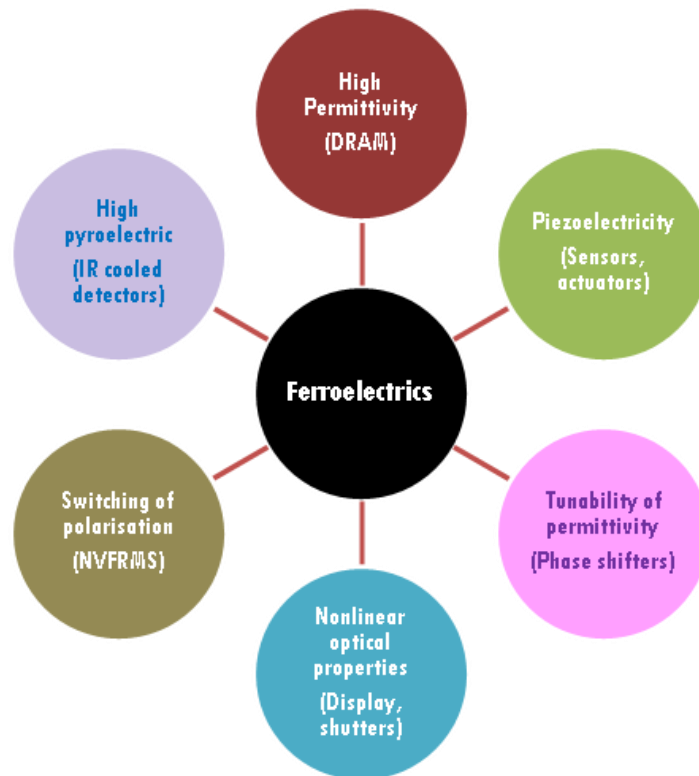 High
Permittivity
(DRAM)
Piezoelectricity
(Sensors,
actuators)
Tunability of
permittivity
(Phase shifters)
Nonlinear
optical
properties
(Display,
shutters)
Switching of
polarisation
(NVFRMS)
High
pyroelectric
(IR cooled
detectors)
Ferroelectrics